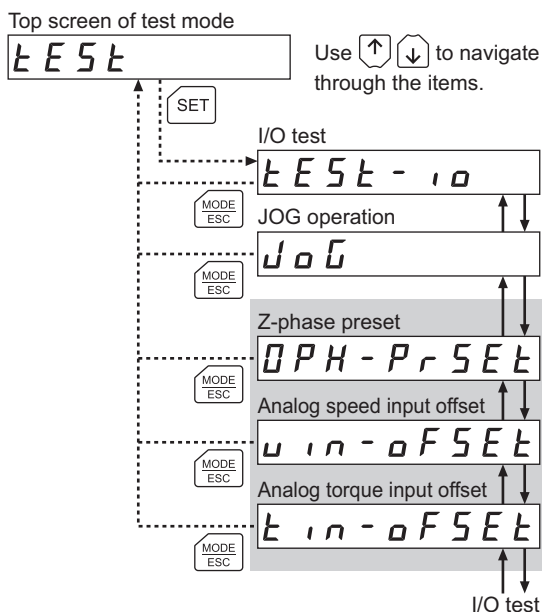 Top screen of test mode
tESt
Use ↑ ↓ to navigate
through the items.
SET
I/O test
tESt-io
MODE
ESC
JOG operation
JoG
MODE
ESC
Z-phase preset
0PH-PrSEt
MODE
ESC
Analog speed input offset
vin-oFSEt
MODE
ESC
Analog torque input offset
tin-oFSEt
MODE
ESC
I/O test